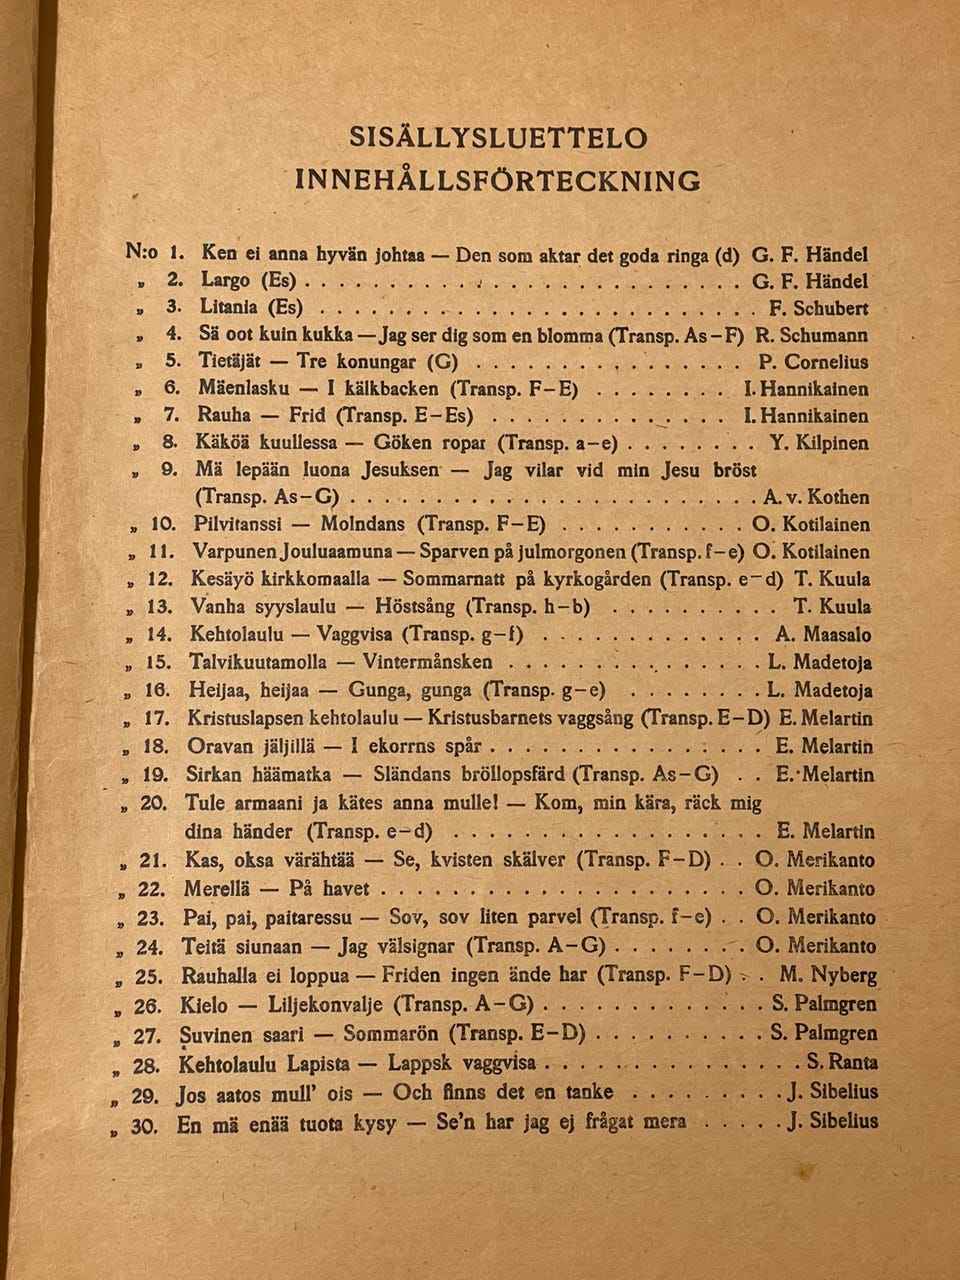 SISÄLLYSLUETTELO
INNEHÅLLSFÖRTECKNING
N:o 1. Ken ei anna hyvän johtaa — Den som aktar det goda ringa (d) G. F. Händel
„ 2. Largo (Es) . . . . . . . . . . . . . . . . . . . . . . . . . . G. F. Händel
„ 3. Litania (Es) . . . . . . . . . . . . . . . . . . . . . . . . . . F. Schubert
„ 4. Sä oot kuin kukka — Jag ser dig som en blomma (Transp. As–F) R. Schumann
„ 5. Tietäjät — Tre konungar (G) . . . . . . . . . . . . . . . . P. Cornelius
„ 6. Mäenlasku — I kälkbacken (Transp. F–E) . . . . . . . . I. Hannikainen
„ 7. Rauha — Frid (Transp. E–Es) . . . . . . . . . . . . . . I. Hannikainen
„ 8. Käköä kuullessa — Göken ropar (Transp. a–e) . . . . . . . . Y. Kilpinen
„ 9. Mä lepään luona Jesuksen — Jag vilar vid min Jesu bröst
(Transp. As–G) . . . . . . . . . . . . . . . . . . . . . . . . . A. v. Kothen
„ 10. Pilvitanssi — Molndans (Transp. F–E) . . . . . . . . . . . O. Kotilainen
„ 11. Varpunen Jouluaamuna — Sparven på julmorgonen (Transp. f–e) O. Kotilainen
„ 12. Kesäyö kirkkomaalla — Sommarnatt på kyrkogården (Transp. e–d) T. Kuula
„ 13. Vanha syyslaulu — Höstsång (Transp. h–b) . . . . . . . . . . T. Kuula
„ 14. Kehtolaulu — Vaggvisa (Transp. g–f) . . . . . . . . . . . . . A. Maasalo
„ 15. Talvikuutamolla — Vintermånsken . . . . . . . . . . . . . . . L. Madetoja
„ 16. Heijaa, heijaa — Gunga, gunga (Transp. g–e) . . . . . . . . L. Madetoja
„ 17. Kristuslapsen kehtolaulu — Kristusbarnets vaggsång (Transp. E–D) E. Melartin
„ 18. Oravan jäljillä — I ekorrns spår . . . . . . . . . . . . . . . . E. Melartin
„ 19. Sirkan häämatka — Sländans bröllopsfärd (Transp. As–G) . . E. Melartin
„ 20. Tule armaani ja kätes anna mulle! — Kom, min kära, räck mig
dina händer (Transp. e–d) . . . . . . . . . . . . . . . . . . E. Melartin
„ 21. Kas, oksa värähtää — Se, kvisten skälver (Transp. F–D) . . O. Merikanto
„ 22. Merellä — På havet . . . . . . . . . . . . . . . . . . . . . . O. Merikanto
„ 23. Pai, pai, paitaressu — Sov, sov liten parvel (Transp. f–e) . . O. Merikanto
„ 24. Teitä siunaan — Jag välsignar (Transp. A–G) . . . . . . . . O. Merikanto
„ 25. Rauhalla ei loppua — Friden ingen ände har (Transp. F–D) . . M. Nyberg
„ 26. Kielo — Liljekonvalje (Transp. A–G) . . . . . . . . . . . . . S. Palmgren
„ 27. Suvinen saari — Sommarön (Transp. E–D) . . . . . . . . . . S. Palmgren
„ 28. Kehtolaulu Lapista — Lappsk vaggvisa . . . . . . . . . . . . . . . S. Ranta
„ 29. Jos aatos mull' ois — Och finns det en tanke . . . . . . . . . J. Sibelius
„ 30. En mä enää tuota kysy — Se'n har jag ej frågat mera . . . . . J. Sibelius